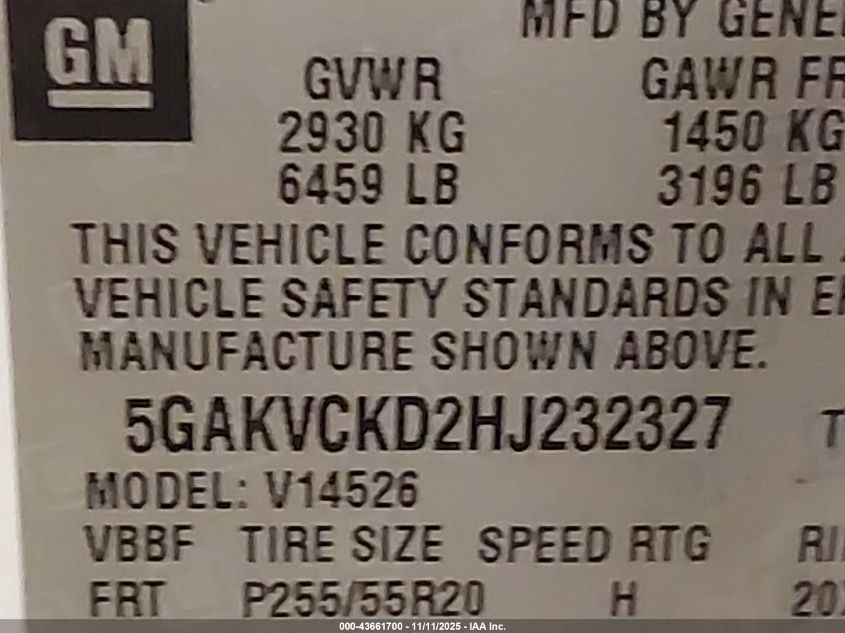 GM
MFD BY GENE
GVWR GAWR FR
2930 KG 1450 KG
6459 LB 3196 LB
THIS VEHICLE CONFORMS TO ALL
VEHICLE SAFETY STANDARDS IN
MANUFACTURE SHOWN ABOVE.
5GAKVCKD2HJ232327 T
MODEL: V14526
VBBF TIRE SIZE SPEED RTG RI
FRT P255/55R20 H 20
000-43661700 - 11/11/2025 - IAA Inc.